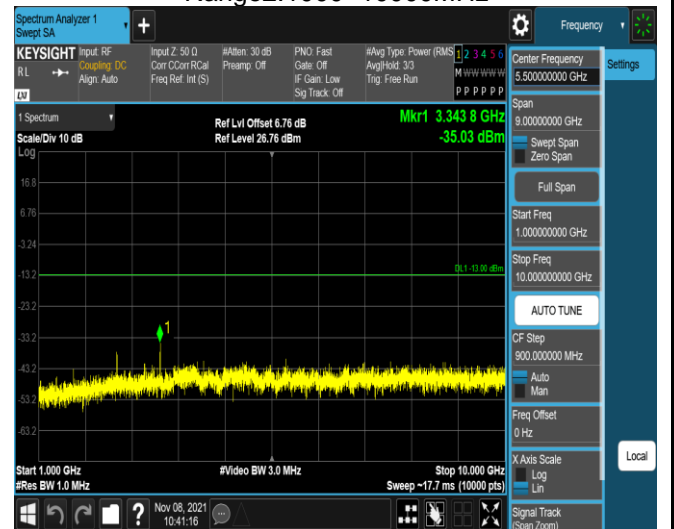 Range2:1000~10000MHz
Spectrum Analyzer 1
Swept SA
Frequency
KEYSIGHT
RL
LXI
Input: RF
Coupling: DC
Align: Auto
Input Z: 50 Ω
Corr CCorr RCal
Freq Ref: Int (S)
#Atten: 30 dB
Preamp: Off
PNO: Fast
Gate: Off
IF Gain: Low
Sig Track: Off
#Avg Type: Power (RMS
Avg|Hold: 3/3
Trig: Free Run
1 2 3 4 5 6
M W W W W W
P P P P P P
1 Spectrum
Scale/Div 10 dB
Log
Ref Lvl Offset 6.76 dB
Ref Level 26.76 dBm
Mkr1 3.343 8 GHz
-35.03 dBm
16.8
6.76
-3.24
-13.2
-23.2
-33.2
-43.2
-53.2
-63.2
DL1 -13.00 dBm
1
Start 1.000 GHz
#Res BW 1.0 MHz
#Video BW 3.0 MHz
Stop 10.000 GHz
Sweep ~17.7 ms (10000 pts)
Center Frequency
5.500000000 GHz
Settings
Span
9.00000000 GHz
Swept Span
Zero Span
Full Span
Start Freq
1.000000000 GHz
Stop Freq
10.000000000 GHz
AUTO TUNE
CF Step
900.000000 MHz
Auto
Man
Freq Offset
0 Hz
X Axis Scale
Log
Lin
Signal Track
(Span Zoom)
Local
?
Nov 08, 2021
10:41:16